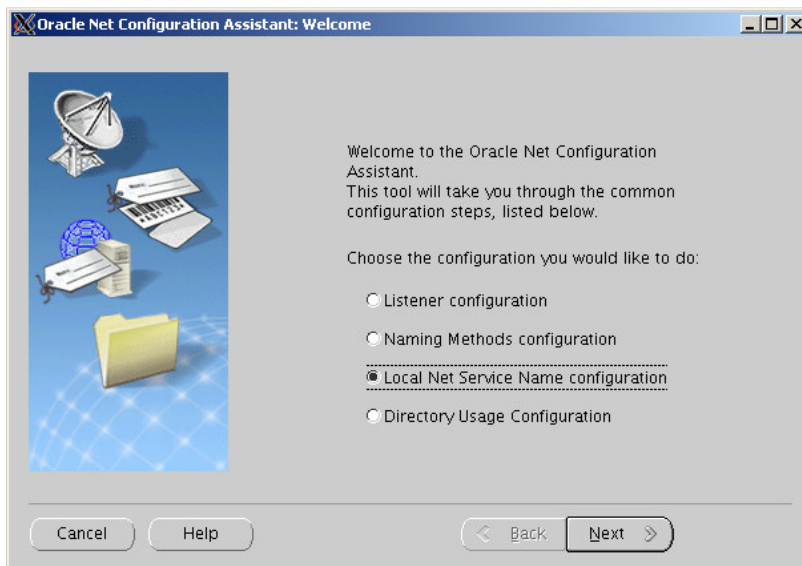 Oracle Net Configuration Assistant: Welcome
Welcome to the Oracle Net Configuration
Assistant.
This tool will take you through the common
configuration steps, listed below.
Choose the configuration you would like to do:
Listener configuration
Naming Methods configuration
Local Net Service Name configuration
Directory Usage Configuration
Cancel
Help
Back
Next